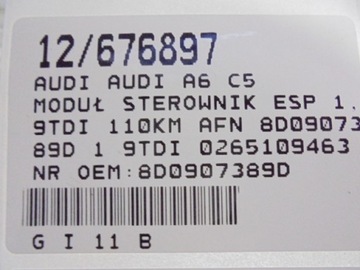 12/676897
AUDI AUDI A6 C5
MODUŁ STEROWNIK ESP 1.
9TDI 110KM AFN 8D09073
89D 1 9TDI 0265109463
NR OEM:8D0907389D
G I 11 B